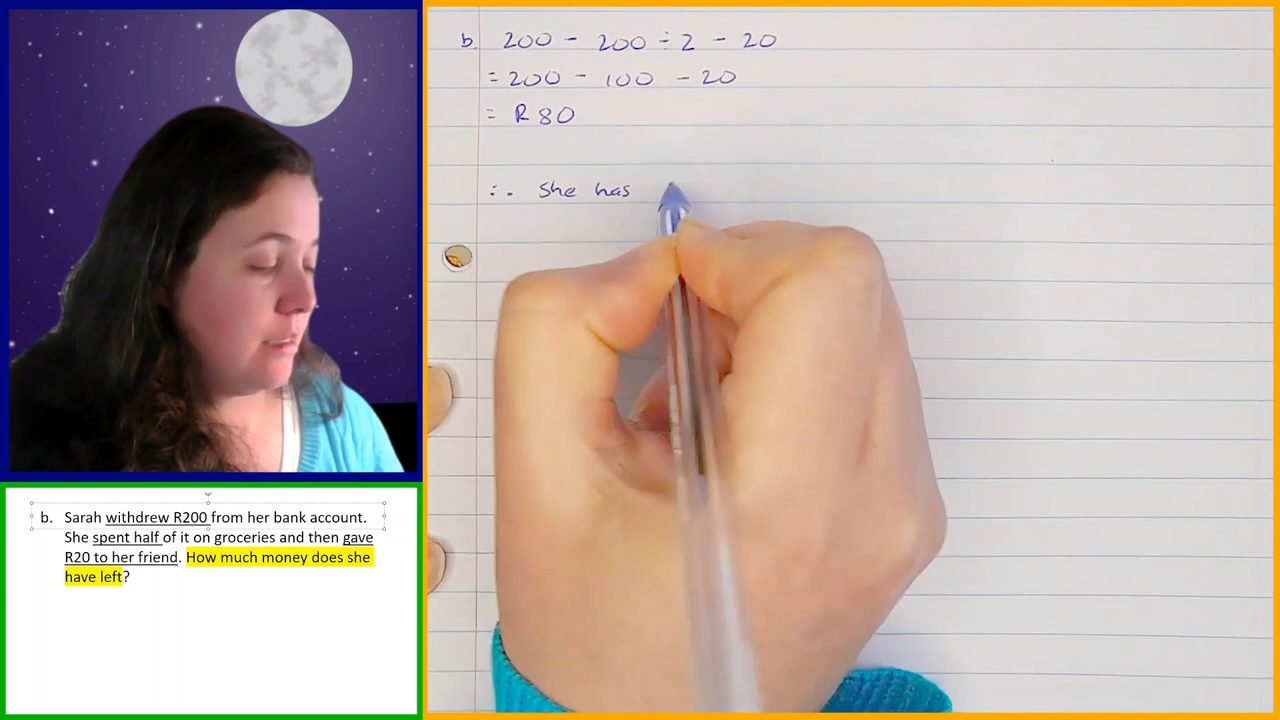 b. 200 - 200 ÷ 2 - 20
= 200 - 100 - 20
= R80
∴ She has
b. Sarah withdrew R200 from her bank account.
She spent half of it on groceries and then gave
R20 to her friend. How much money does she
have left?